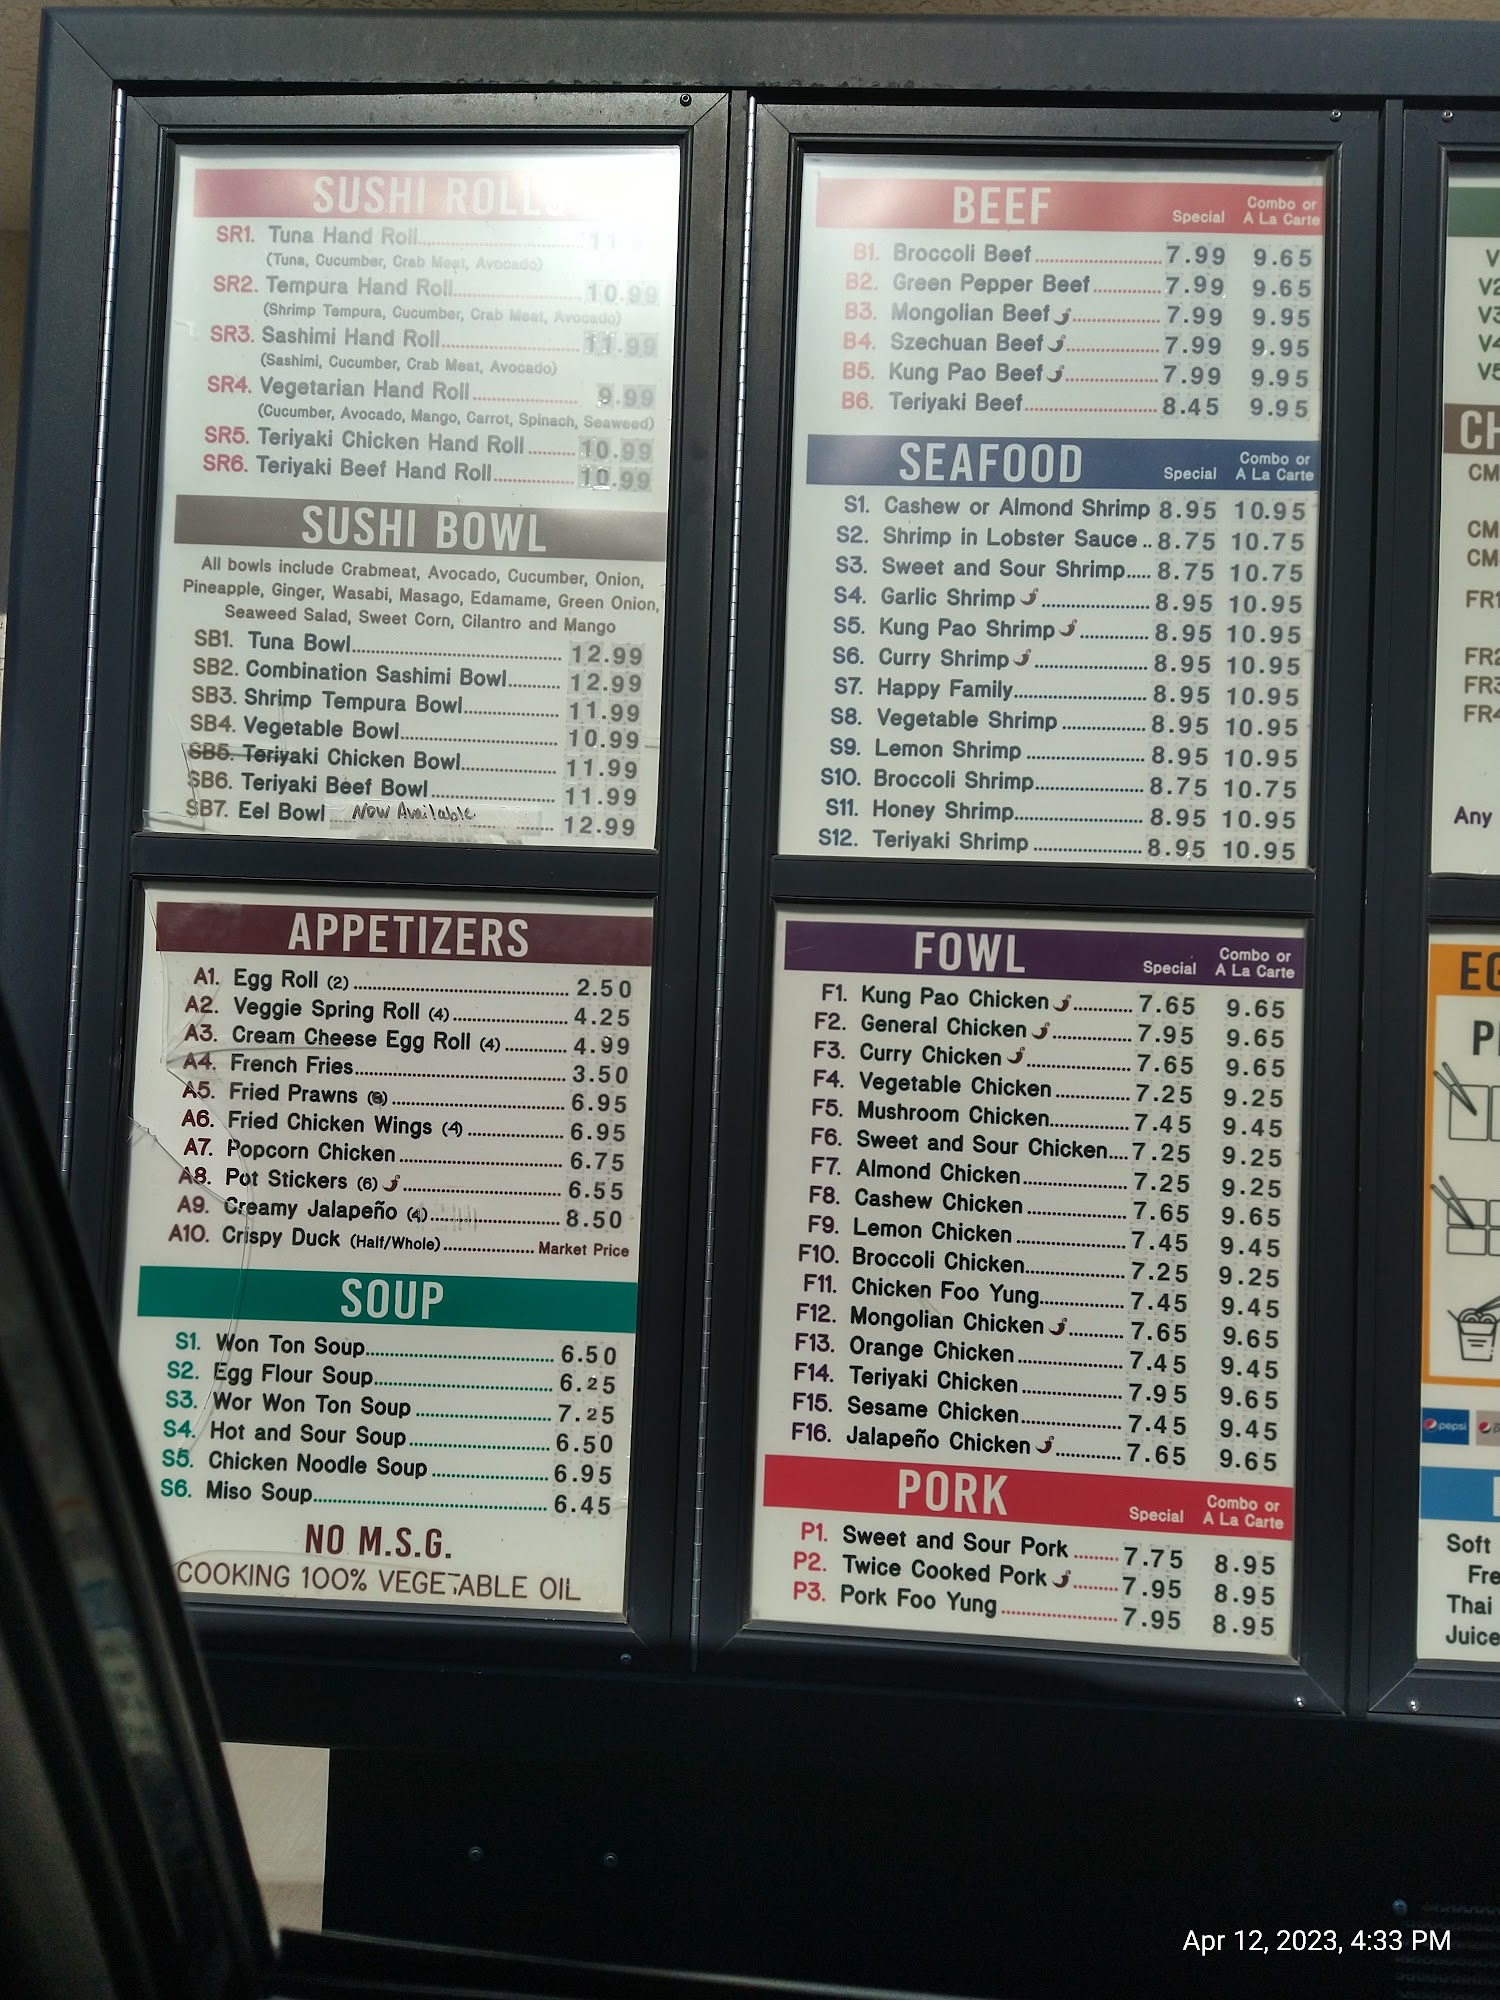 SUSHI ROLLS
SR1. Tuna Hand Roll
(Tuna, Cucumber, Crab Meat, Avocado)
SR2. Tempura Hand Roll 10.99
(Shrimp Tempura, Cucumber, Crab Meat, Avocado)
SR3. Sashimi Hand Roll 11.99
(Sashimi, Cucumber, Crab Meat, Avocado)
SR4. Vegetarian Hand Roll 9.99
(Cucumber, Avocado, Mango, Carrot, Spinach, Seaweed)
SR5. Teriyaki Chicken Hand Roll 10.99
SR6. Teriyaki Beef Hand Roll 10.99
SUSHI BOWL
All bowls include Crabmeat, Avocado, Cucumber, Onion,
Pineapple, Ginger, Wasabi, Masago, Edamame, Green Onion,
Seaweed Salad, Sweet Corn, Cilantro and Mango
SB1. Tuna Bowl 12.99
SB2. Combination Sashimi Bowl 12.99
SB3. Shrimp Tempura Bowl 11.99
SB4. Vegetable Bowl 10.99
SB5. Teriyaki Chicken Bowl 11.99
SB6. Teriyaki Beef Bowl 11.99
SB7. Eel Bowl Now Available 12.99
APPETIZERS
A1. Egg Roll (2) 2.50
A2. Veggie Spring Roll (4) 4.25
A3. Cream Cheese Egg Roll (4) 4.99
A4. French Fries 3.50
A5. Fried Prawns (8) 6.95
A6. Fried Chicken Wings (4) 6.95
A7. Popcorn Chicken 6.75
A8. Pot Stickers (6) 6.55
A9. Creamy Jalapeño (4) 8.50
A10. Crispy Duck (Half/Whole) Market Price
SOUP
S1. Won Ton Soup 6.50
S2. Egg Flour Soup 6.25
S3. Wor Won Ton Soup 7.25
S4. Hot and Sour Soup 6.50
S5. Chicken Noodle Soup 6.95
S6. Miso Soup 6.45
NO M.S.G.
COOKING 100% VEGETABLE OIL
BEEF Special Combo or A La Carte
B1. Broccoli Beef 7.99 9.65
B2. Green Pepper Beef 7.99 9.65
B3. Mongolian Beef 7.99 9.95
B4. Szechuan Beef 7.99 9.95
B5. Kung Pao Beef 7.99 9.95
B6. Teriyaki Beef 8.45 9.95
SEAFOOD Special Combo or A La Carte
S1. Cashew or Almond Shrimp 8.95 10.95
S2. Shrimp in Lobster Sauce 8.75 10.75
S3. Sweet and Sour Shrimp 8.75 10.75
S4. Garlic Shrimp 8.95 10.95
S5. Kung Pao Shrimp 8.95 10.95
S6. Curry Shrimp 8.95 10.95
S7. Happy Family 8.95 10.95
S8. Vegetable Shrimp 8.95 10.95
S9. Lemon Shrimp 8.95 10.95
S10. Broccoli Shrimp 8.75 10.75
S11. Honey Shrimp 8.95 10.95
S12. Teriyaki Shrimp 8.95 10.95
FOWL Special Combo or A La Carte
F1. Kung Pao Chicken 7.65 9.65
F2. General Chicken 7.95 9.65
F3. Curry Chicken 7.65 9.65
F4. Vegetable Chicken 7.25 9.25
F5. Mushroom Chicken 7.45 9.45
F6. Sweet and Sour Chicken 7.25 9.25
F7. Almond Chicken 7.25 9.25
F8. Cashew Chicken 7.65 9.65
F9. Lemon Chicken 7.45 9.45
F10. Broccoli Chicken 7.25 9.25
F11. Chicken Foo Yung 7.45 9.45
F12. Mongolian Chicken 7.65 9.65
F13. Orange Chicken 7.45 9.45
F14. Teriyaki Chicken 7.95 9.65
F15. Sesame Chicken 7.45 9.45
F16. Jalapeño Chicken 7.65 9.65
PORK Special Combo or A La Carte
P1. Sweet and Sour Pork 7.75 8.95
P2. Twice Cooked Pork 7.95 8.95
P3. Pork Foo Yung 7.95 8.95
V2
V3
V4
V5
CH
CM
CM
CM
FR1
FR2
FR3
FR4
Any
EG
pepsi
Soft
Fre
Thai
Juice
Apr 12, 2023, 4:33 PM